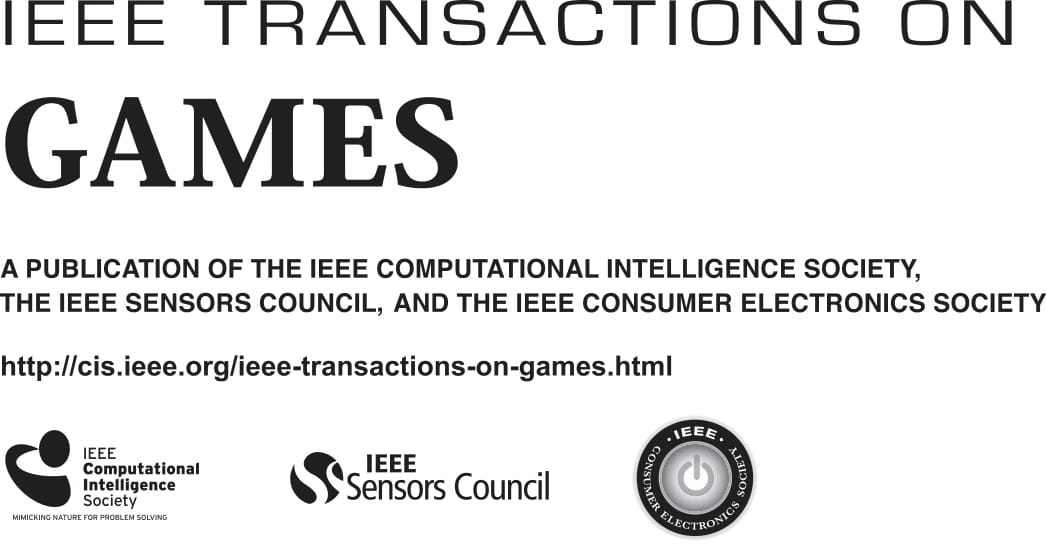 IEEE TRANSACTIONS ON
GAMES
A PUBLICATION OF THE IEEE COMPUTATIONAL INTELLIGENCE SOCIETY,
THE IEEE SENSORS COUNCIL, AND THE IEEE CONSUMER ELECTRONICS SOCIETY
http://cis.ieee.org/ieee-transactions-on-games.html
IEEE
Computational
Intelligence
Society
MIMICKING NATURE FOR PROBLEM SOLVING
IEEE
Sensors Council
· IEEE ·
CONSUMER ELECTRONICS SOCIETY